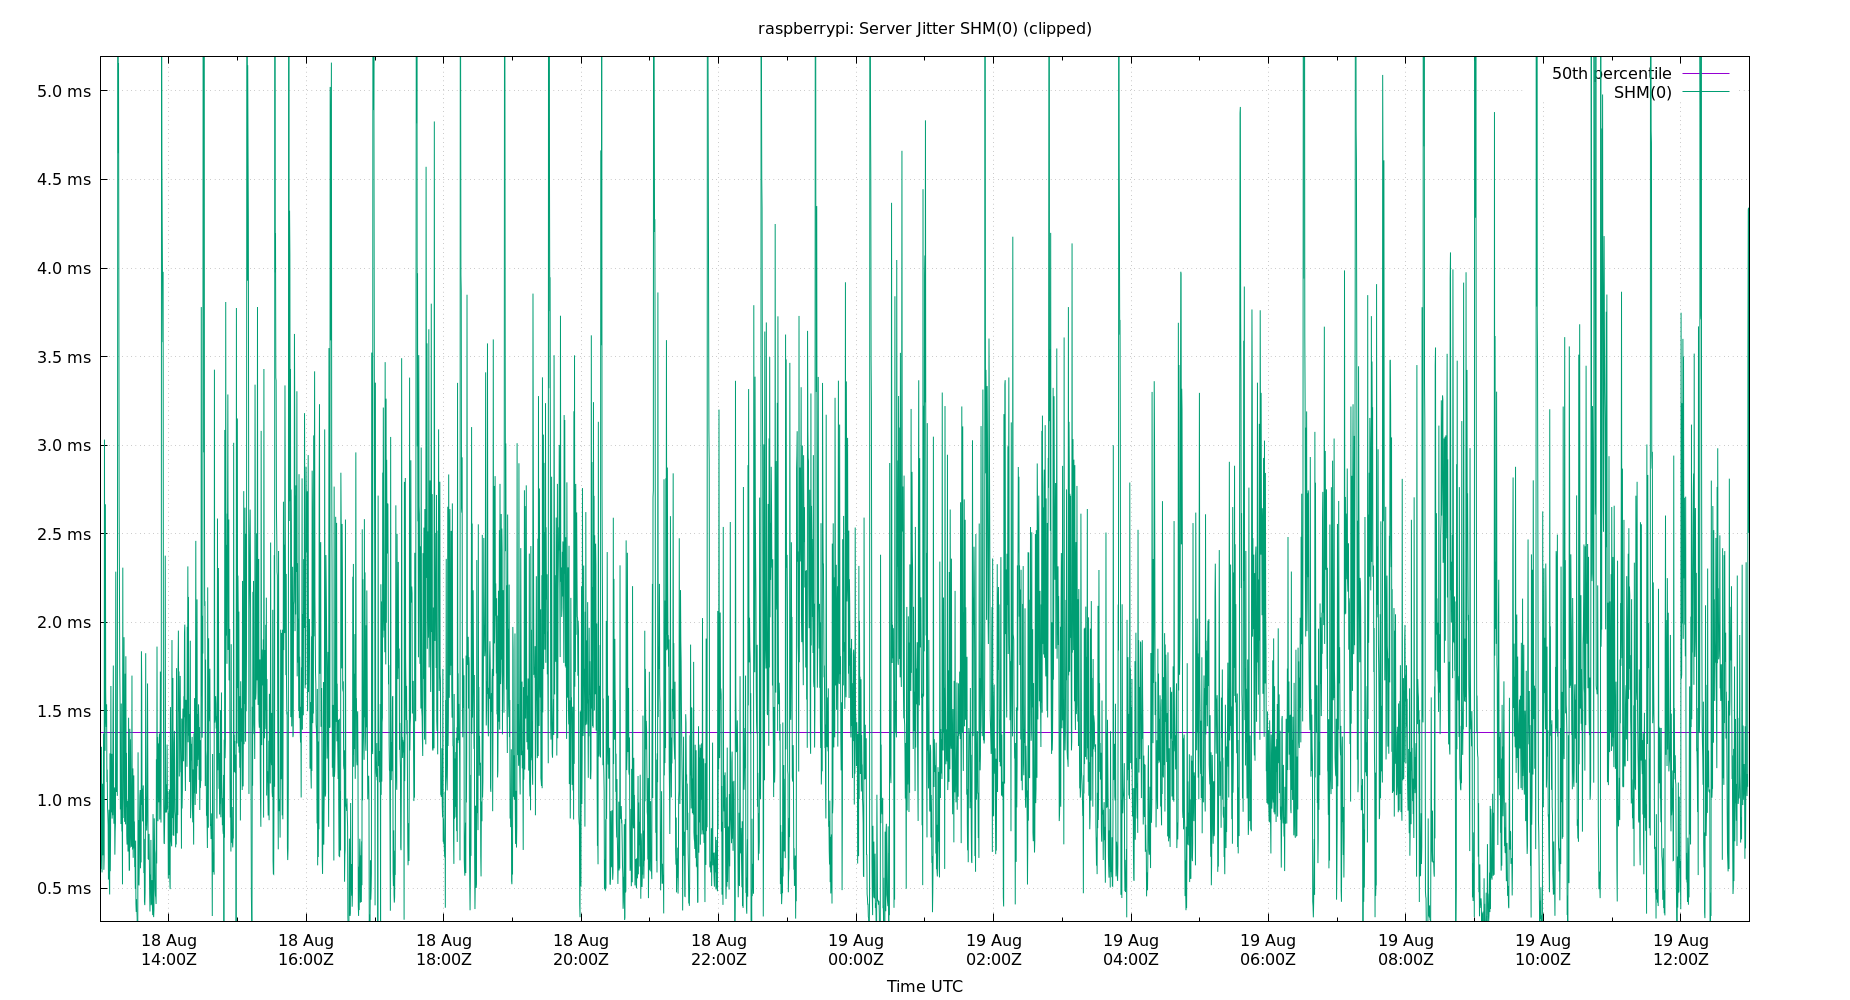 raspberrypi: Server Jitter SHM(0) (clipped)
50th percentile
SHM(0)
5.0 ms
4.5 ms
4.0 ms
3.5 ms
3.0 ms
2.5 ms
2.0 ms
1.5 ms
1.0 ms
0.5 ms
18 Aug 18 Aug 18 Aug 18 Aug 18 Aug 19 Aug 19 Aug 19 Aug 19 Aug 19 Aug 19 Aug 19 Aug
14:00Z 16:00Z 18:00Z 20:00Z 22:00Z 00:00Z 02:00Z 04:00Z 06:00Z 08:00Z 10:00Z 12:00Z
Time UTC